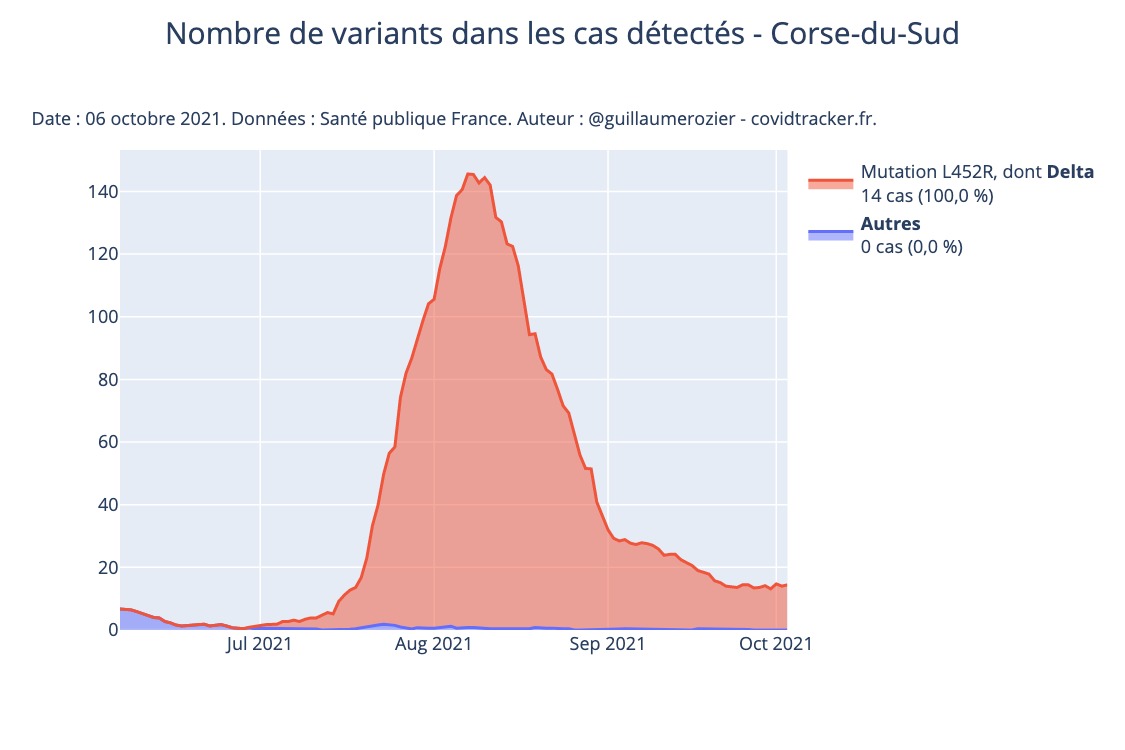 Nombre de variants dans les cas détectés - Corse-du-Sud
Date : 06 octobre 2021. Données : Santé publique France. Auteur : @guillaumerozier - covidtracker.fr.
Mutation L452R, dont Delta
14 cas (100,0 %)
Autres
0 cas (0,0 %)
140
120
100
80
60
40
20
0
Jul 2021 Aug 2021 Sep 2021 Oct 2021